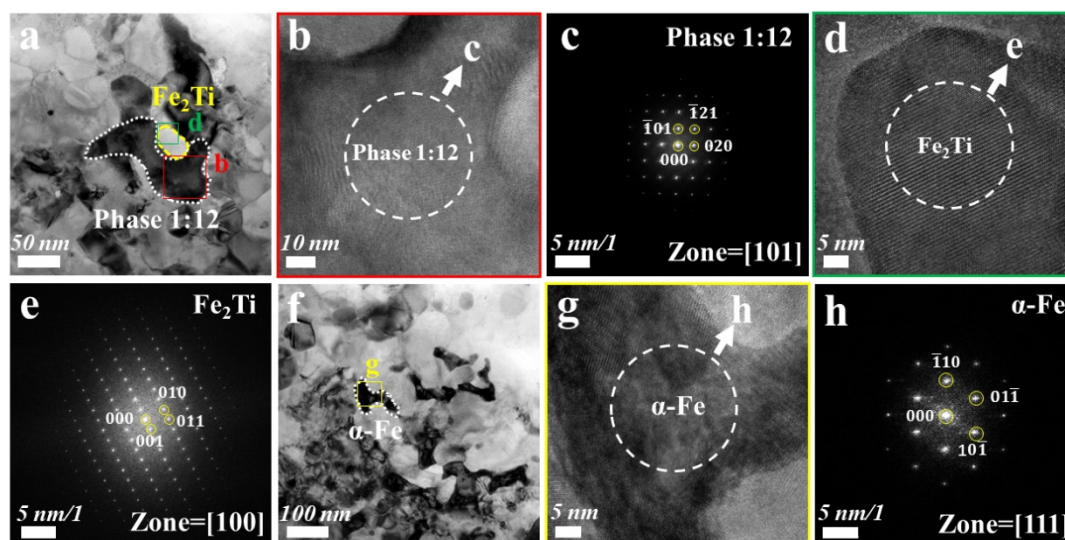 a
Fe₂Ti
d
b
Phase 1:12
50 nm
b
c
Phase 1:12
10 nm
c
Phase 1:12
1̅01
1̅21
000
020
5 nm/1
Zone=[101]
d
e
Fe₂Ti
5 nm
e
Fe₂Ti
010
000
011
001
5 nm/1
Zone=[100]
f
g
α-Fe
100 nm
g
h
α-Fe
5 nm
h
α-Fe
1̅10
011̅
000
101̅
5 nm/1
Zone=[111]